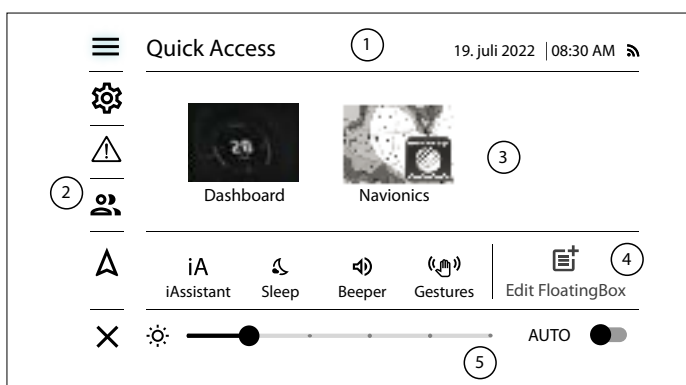 Quick Access
1
19. juli 2022
08:30 AM
2
3
Dashboard
Navionics
4
iA
iAssistant
Sleep
Beeper
Gestures
Edit FloatingBox
AUTO
5